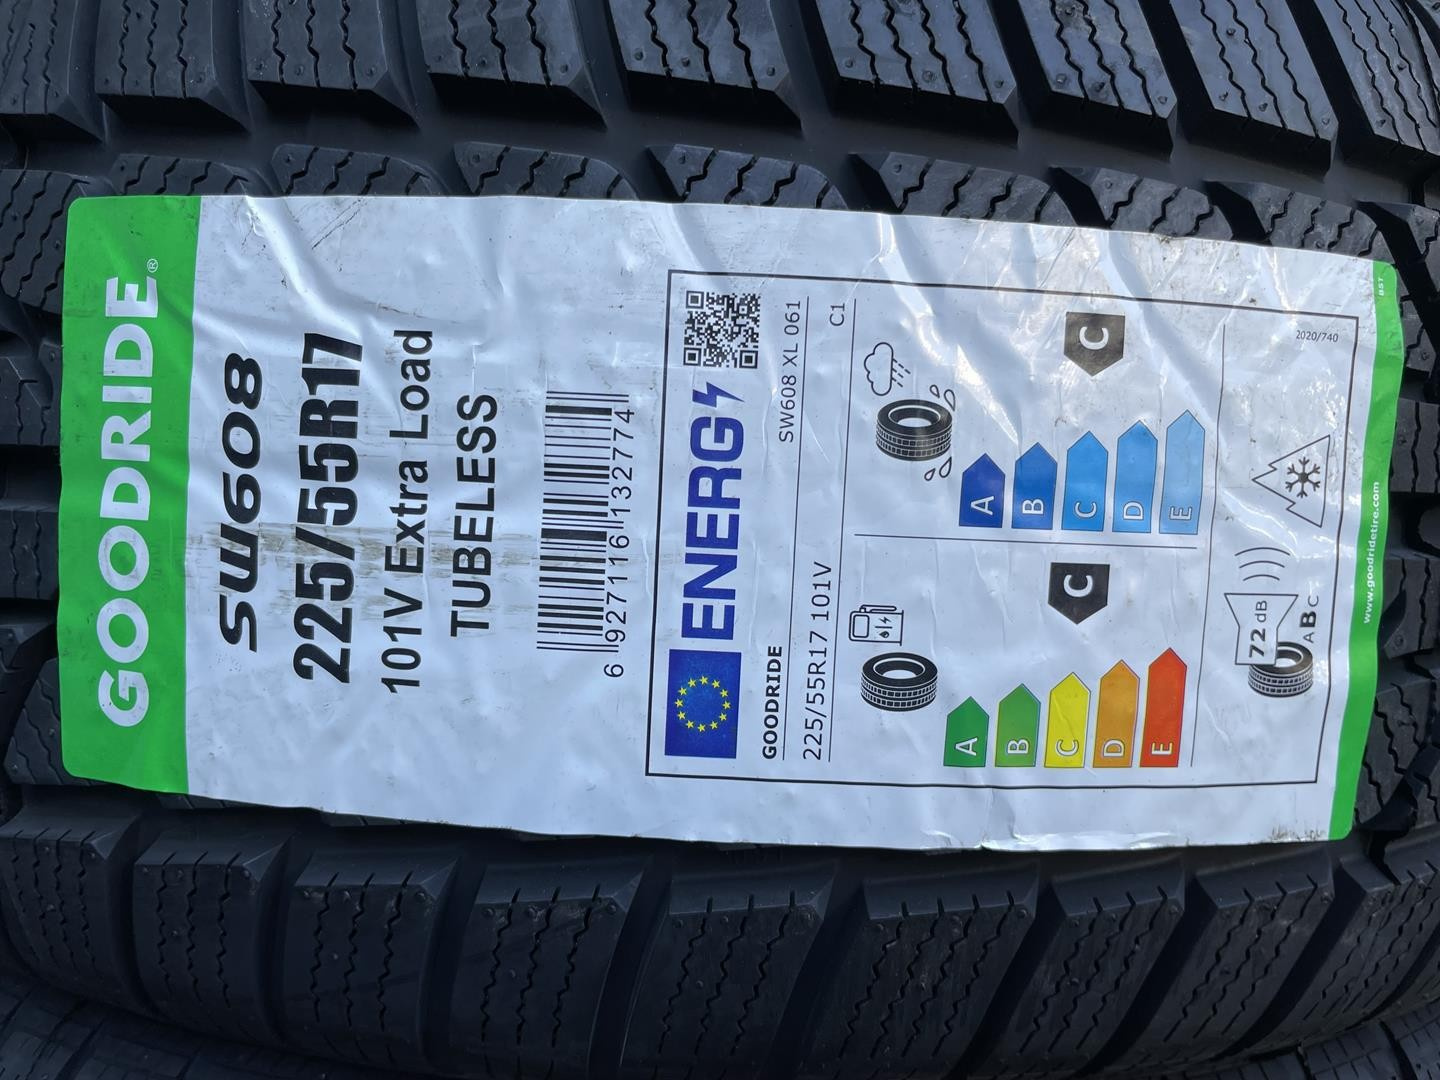 GOODRIDE®
SW608
225/55R17
101V Extra Load
TUBELESS
6 927116 132774
ENERG
GOODRIDE
SW608 XL 061
225/55R17 101V
C1
A
B
C
D
E
C
A
B
C
D
E
C
72 dB
ABC
2020/740
www.goodridetire.com
BST